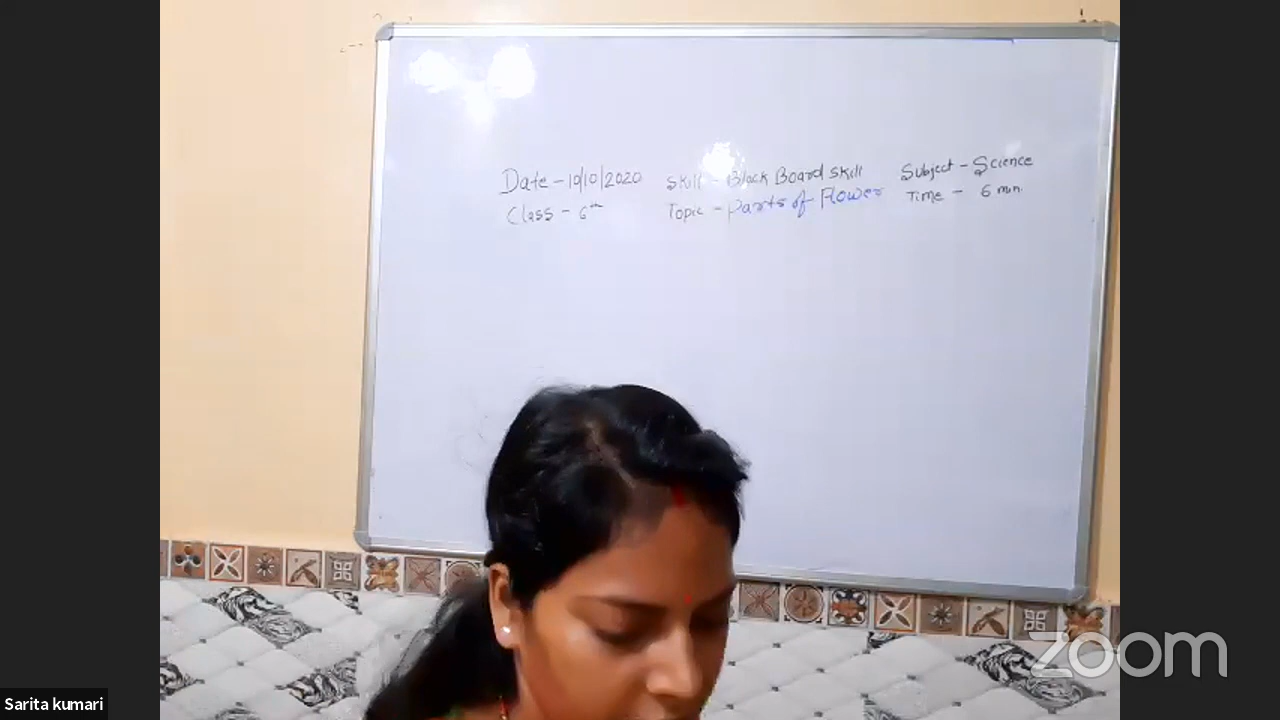 Date - 10/10/2020 Skill - Black Board Skill Subject - Science
Class - 6th Topic - Parts of Flower Time - 6 min.
zoom
Sarita kumari